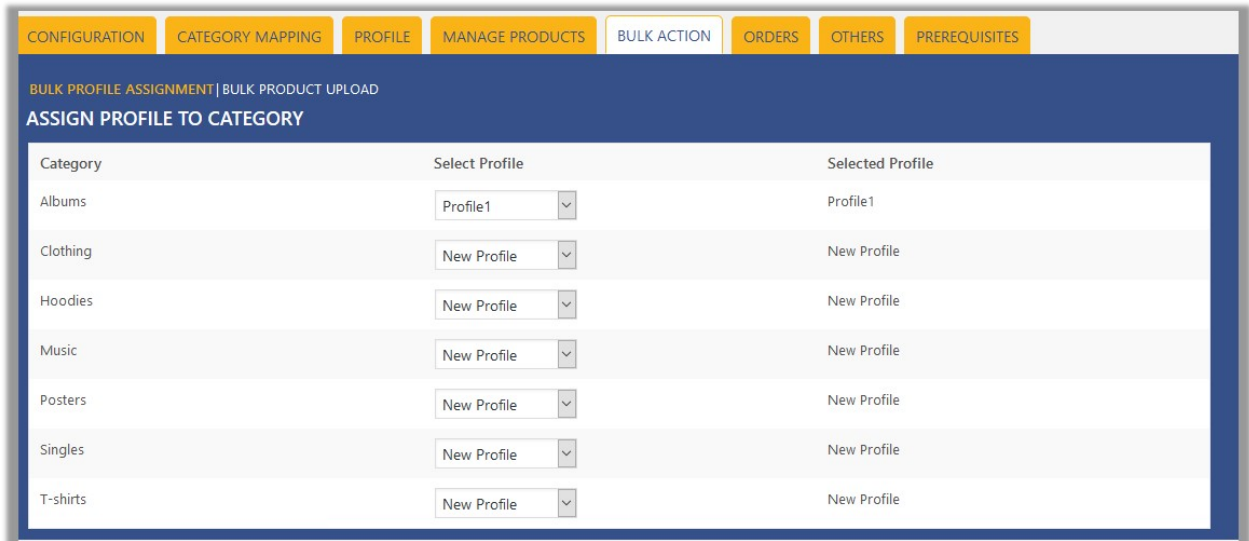 CONFIGURATION CATEGORY MAPPING PROFILE MANAGE PRODUCTS BULK ACTION ORDERS OTHERS PREREQUISITES
BULK PROFILE ASSIGNMENT|BULK PRODUCT UPLOAD
ASSIGN PROFILE TO CATEGORY
Category Select Profile Selected Profile
Albums Profile1 Profile1
Clothing New Profile New Profile
Hoodies New Profile New Profile
Music New Profile New Profile
Posters New Profile New Profile
Singles New Profile New Profile
T-shirts New Profile New Profile